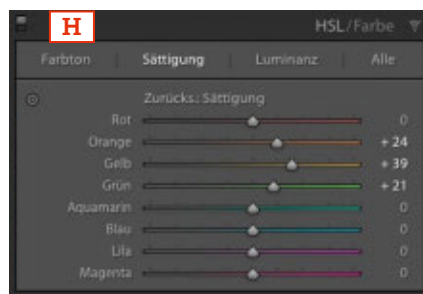 H
HSL / Farbe
Farbton Sättigung Luminanz Alle
Zurücks.: Sättigung
Rot 0
Orange + 24
Gelb + 39
Grün + 21
Aquamarin 0
Blau 0
Lila 0
Magenta 0